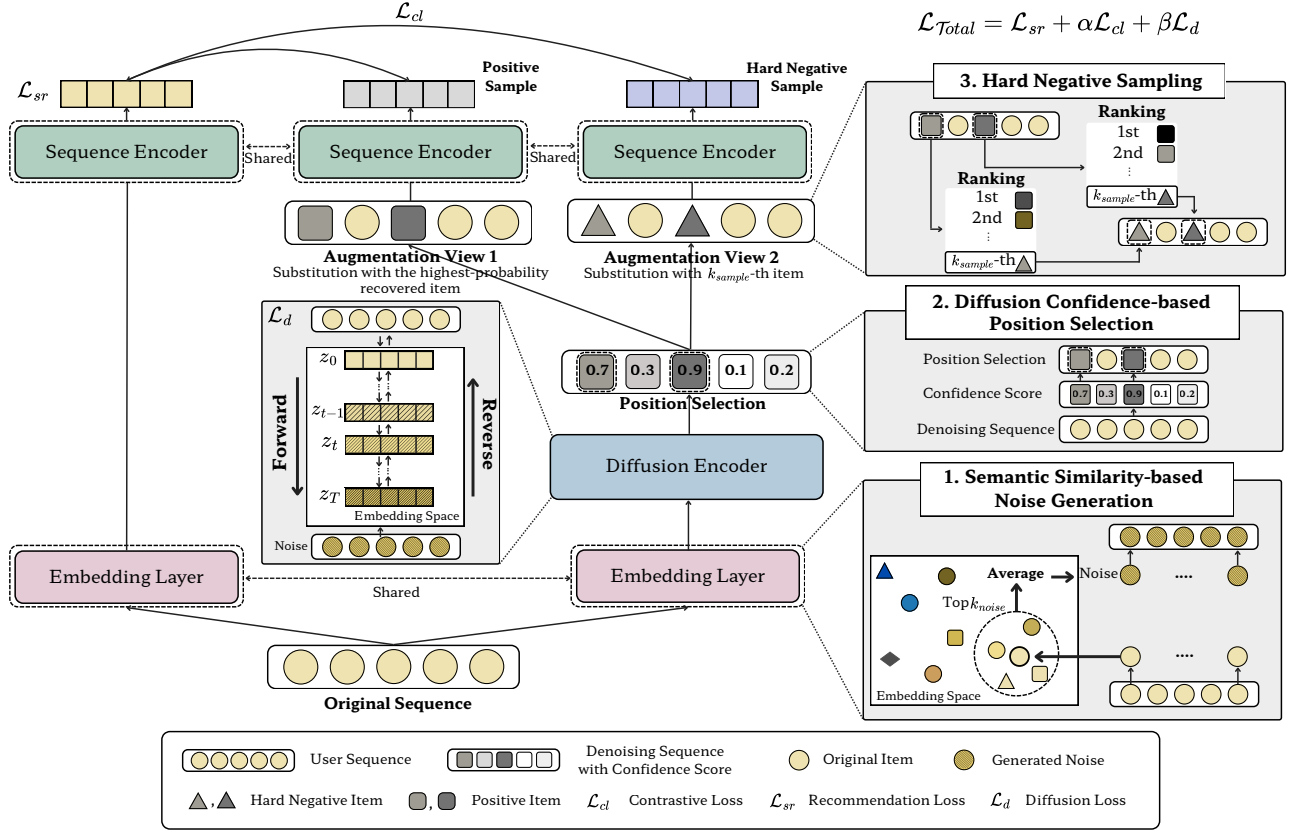 ℒ_cl
ℒ_Total = ℒ_sr + αℒ_cl + βℒ_d
ℒ_sr
Positive
Sample
Hard Negative
Sample
Sequence Encoder
Shared
Sequence Encoder
Shared
Sequence Encoder
Augmentation View 1
Substitution with the highest-probability
recovered item
Augmentation View 2
Substitution with k_sample-th item
3. Hard Negative Sampling
Ranking
1st
2nd
⋮
k_sample-th
Ranking
1st
2nd
⋮
k_sample-th
ℒ_d
z_0
z_{t−1}
z_t
z_T
Forward
Reverse
Embedding Space
Noise
0.7 0.3 0.9 0.1 0.2
Position Selection
Diffusion Encoder
2. Diffusion Confidence-based
Position Selection
Position Selection
Confidence Score
0.7 0.3 0.9 0.1 0.2
Denoising Sequence
Embedding Layer
Shared
Embedding Layer
Original Sequence
1. Semantic Similarity-based
Noise Generation
Average
Noise
....
Top k_noise
....
Embedding Space
User Sequence
Denoising Sequence
with Confidence Score
Original Item
Generated Noise
, Hard Negative Item
, Positive Item
ℒ_cl Contrastive Loss
ℒ_sr Recommendation Loss
ℒ_d Diffusion Loss